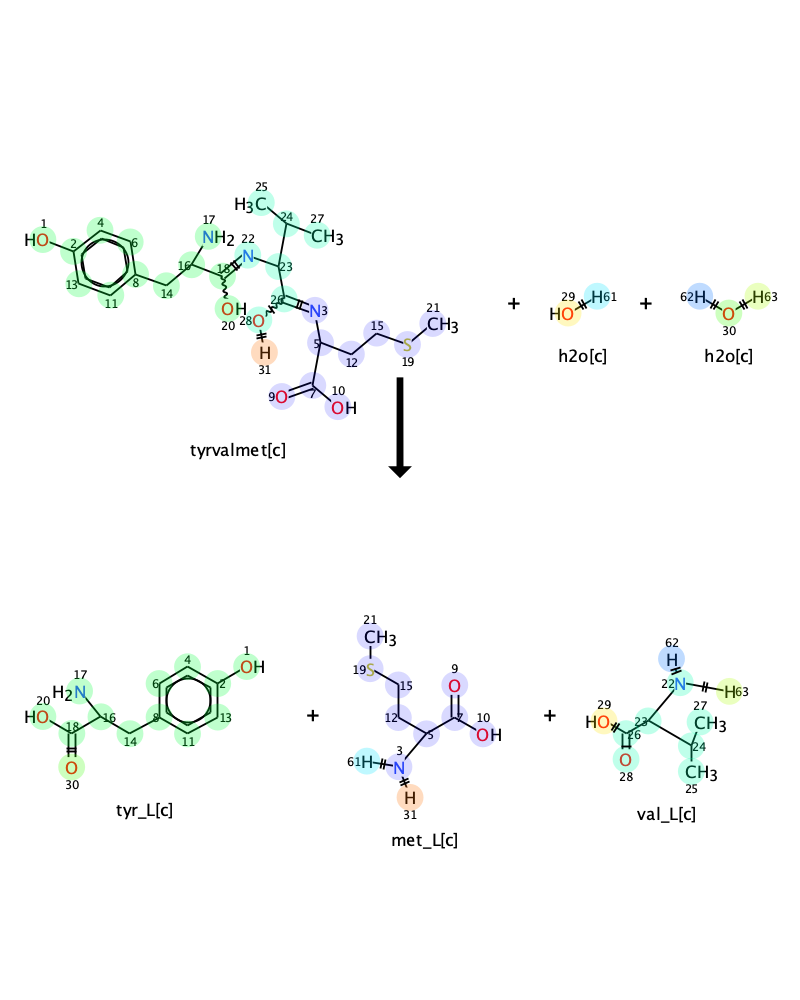 25
H3C
24
27
CH3
1
HO
2
4
6
13
11
8
14
17
NH2
16
18
22
N
23
OH
20
26
28
O
N3
H
31
5
12
15
S
19
21
CH3
7
9O
10
OH
tyrvalmet[c]
+
29
HO
H61
h2o[c]
+
62H
O
30
H63
h2o[c]
21
CH3
19S
15
12
5
9
O
7
10
OH
3
61H
N
H
31
met_L[c]
17
H2N
20
HO
18
16
14
O
30
8
6
4
2
13
11
1
OH
tyr_L[c]
+
+
62
H
22N
H63
29
HO
26
23
O
28
27
CH3
24
CH3
25
val_L[c]